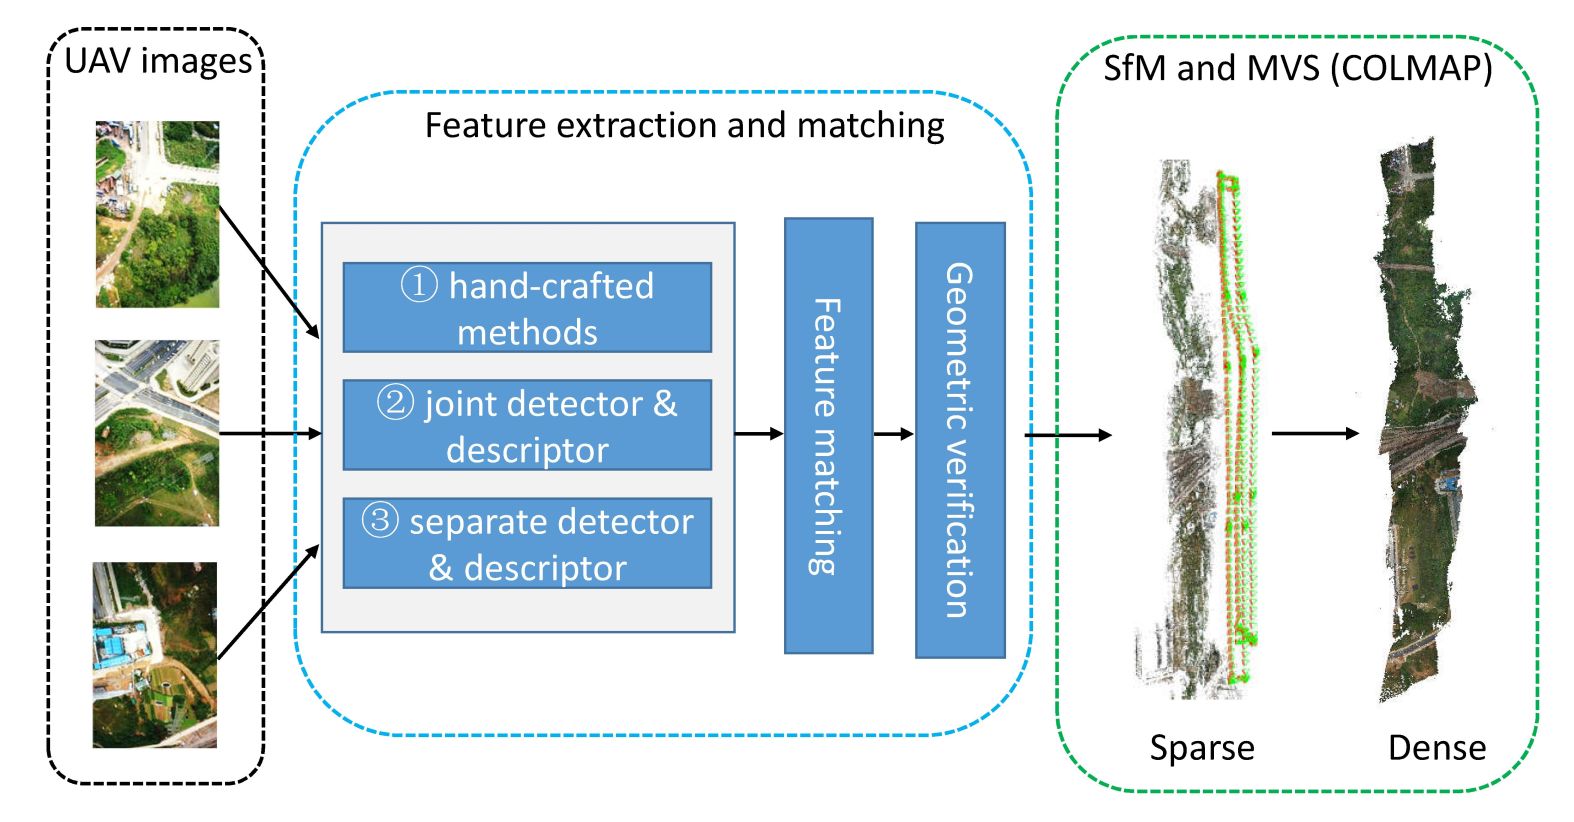 UAV images
Feature extraction and matching
① hand-crafted
methods
② joint detector &
descriptor
③ separate detector
& descriptor
Feature matching
Geometric verification
SfM and MVS (COLMAP)
Sparse
Dense